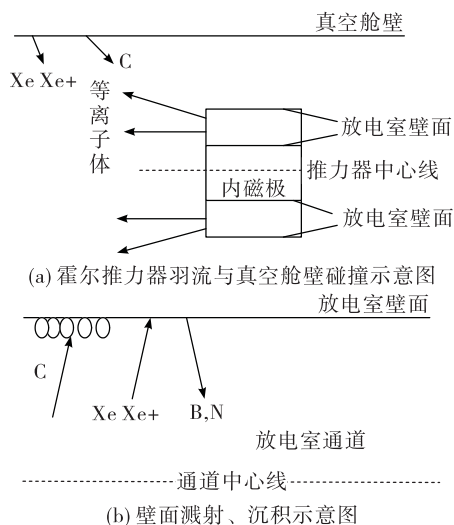 真空舱壁
C
Xe Xe+
等离子体
放电室壁面
推力器中心线
内磁极
放电室壁面
(a) 霍尔推力器羽流与真空舱壁碰撞示意图
放电室壁面
C
Xe Xe+
B,N
放电室通道
通道中心线
(b) 壁面溅射、沉积示意图